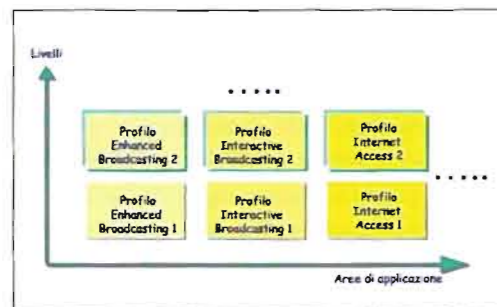 Livelli
.....
Profilo
Enhanced
Broadcasting 2
Profilo
Interactive
Broadcasting 2
Profilo
Internet
Access 2
.....
Profilo
Enhanced
Broadcasting 1
Profilo
Interactive
Broadcasting 1
Profilo
Internet
Access 1
Aree di applicazione